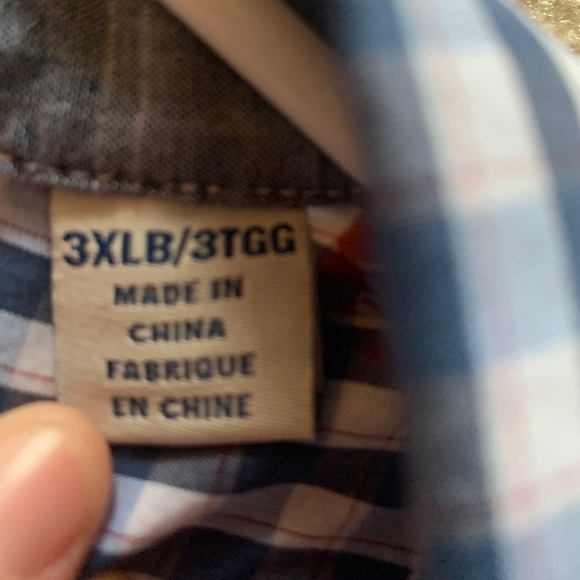 3XLB/3TGG
MADE IN
CHINA
FABRIQUE
EN CHINE